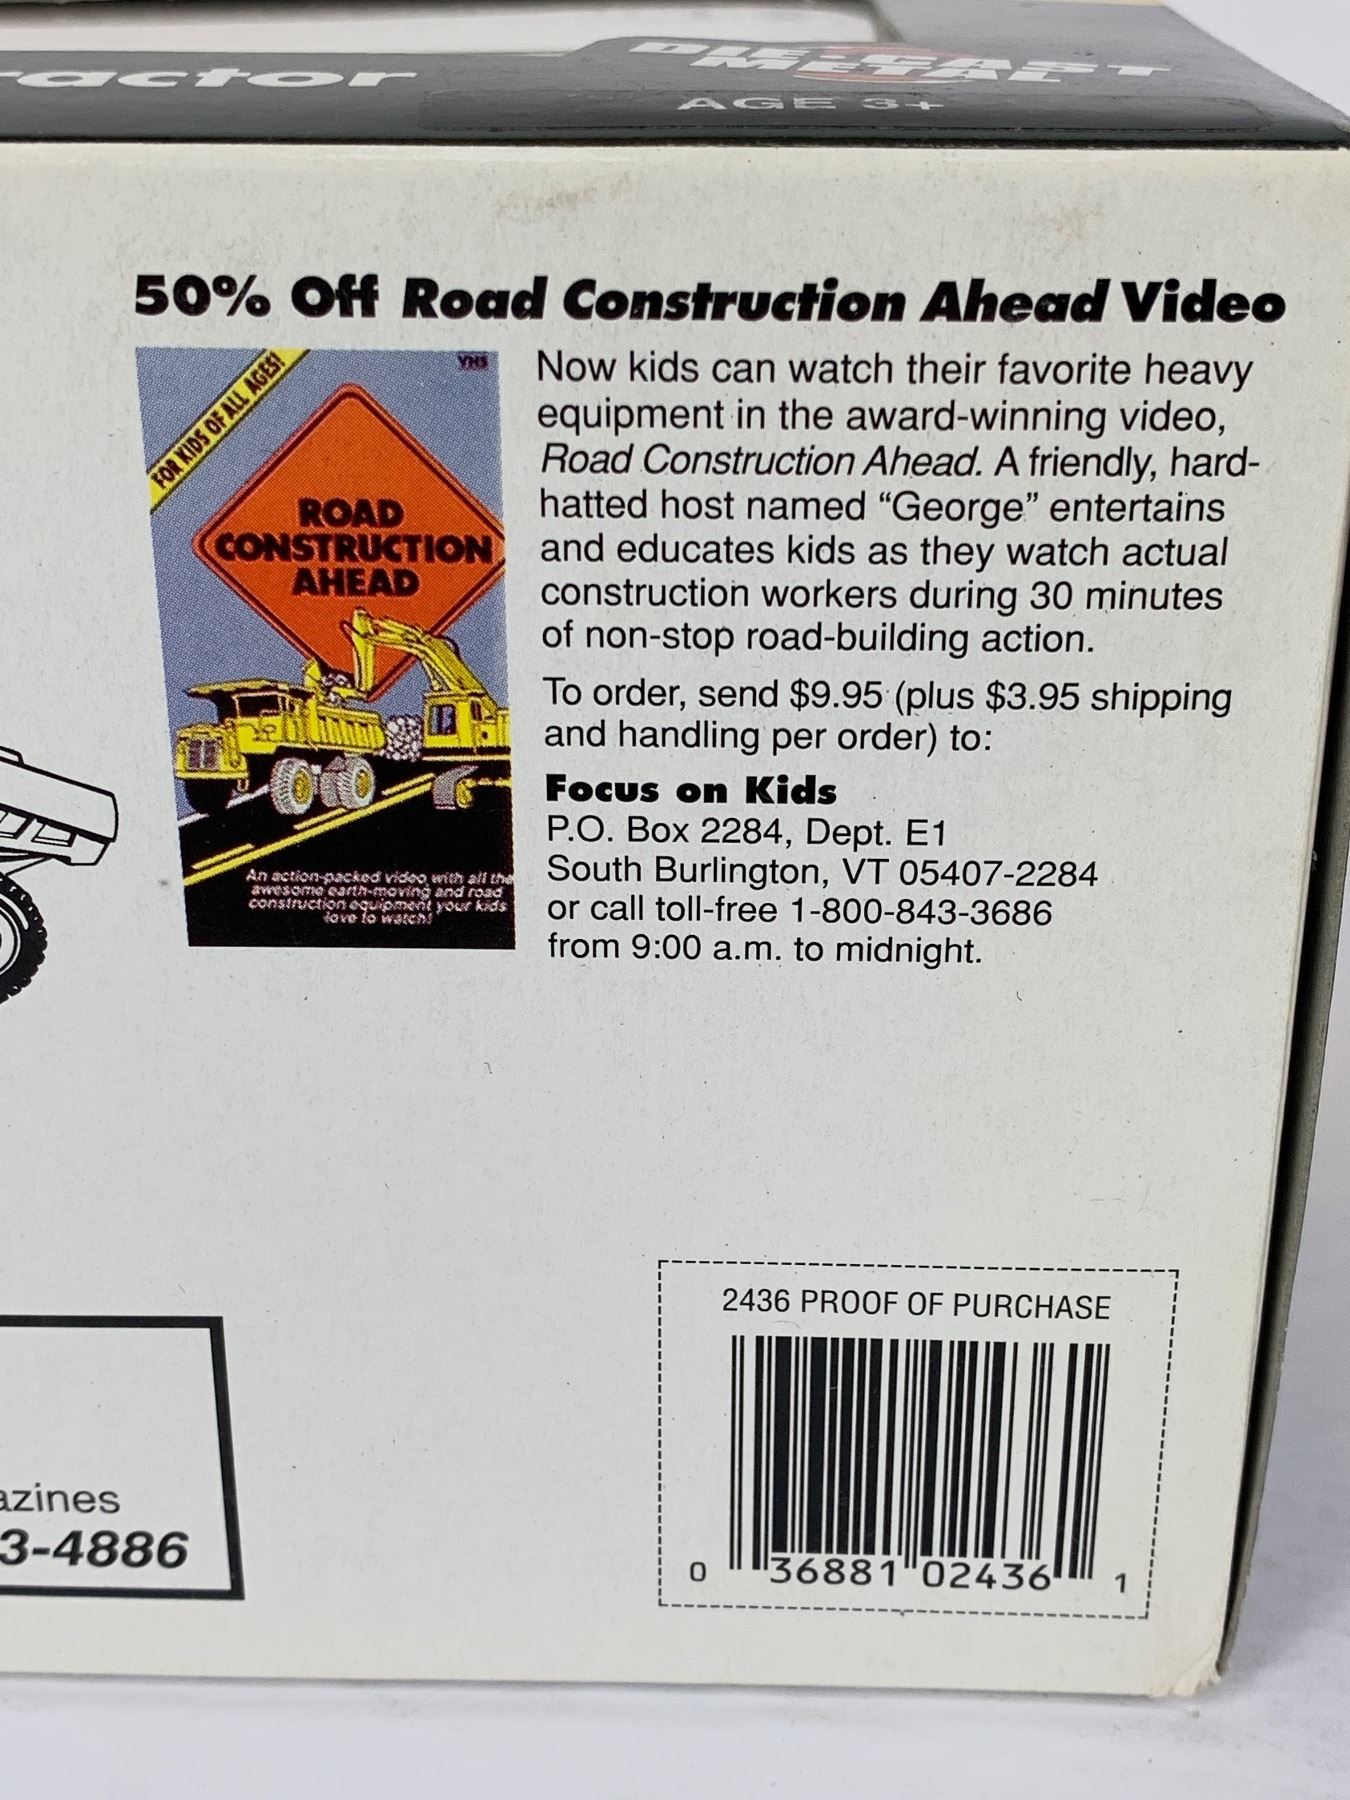 ractor
DIE-CAST
METAL
AGE 3+
50% Off Road Construction Ahead Video
VHS
FOR KIDS OF ALL AGES!
ROAD
CONSTRUCTION
AHEAD
An action-packed video with all the
awesome earth-moving and road
construction equipment your kids
love to watch!
Now kids can watch their favorite heavy
equipment in the award-winning video,
Road Construction Ahead. A friendly, hard-
hatted host named “George” entertains
and educates kids as they watch actual
construction workers during 30 minutes
of non-stop road-building action.
To order, send $9.95 (plus $3.95 shipping
and handling per order) to:
Focus on Kids
P.O. Box 2284, Dept. E1
South Burlington, VT 05407-2284
or call toll-free 1-800-843-3686
from 9:00 a.m. to midnight.
azines
3-4886
2436 PROOF OF PURCHASE
0 36881 02436 1